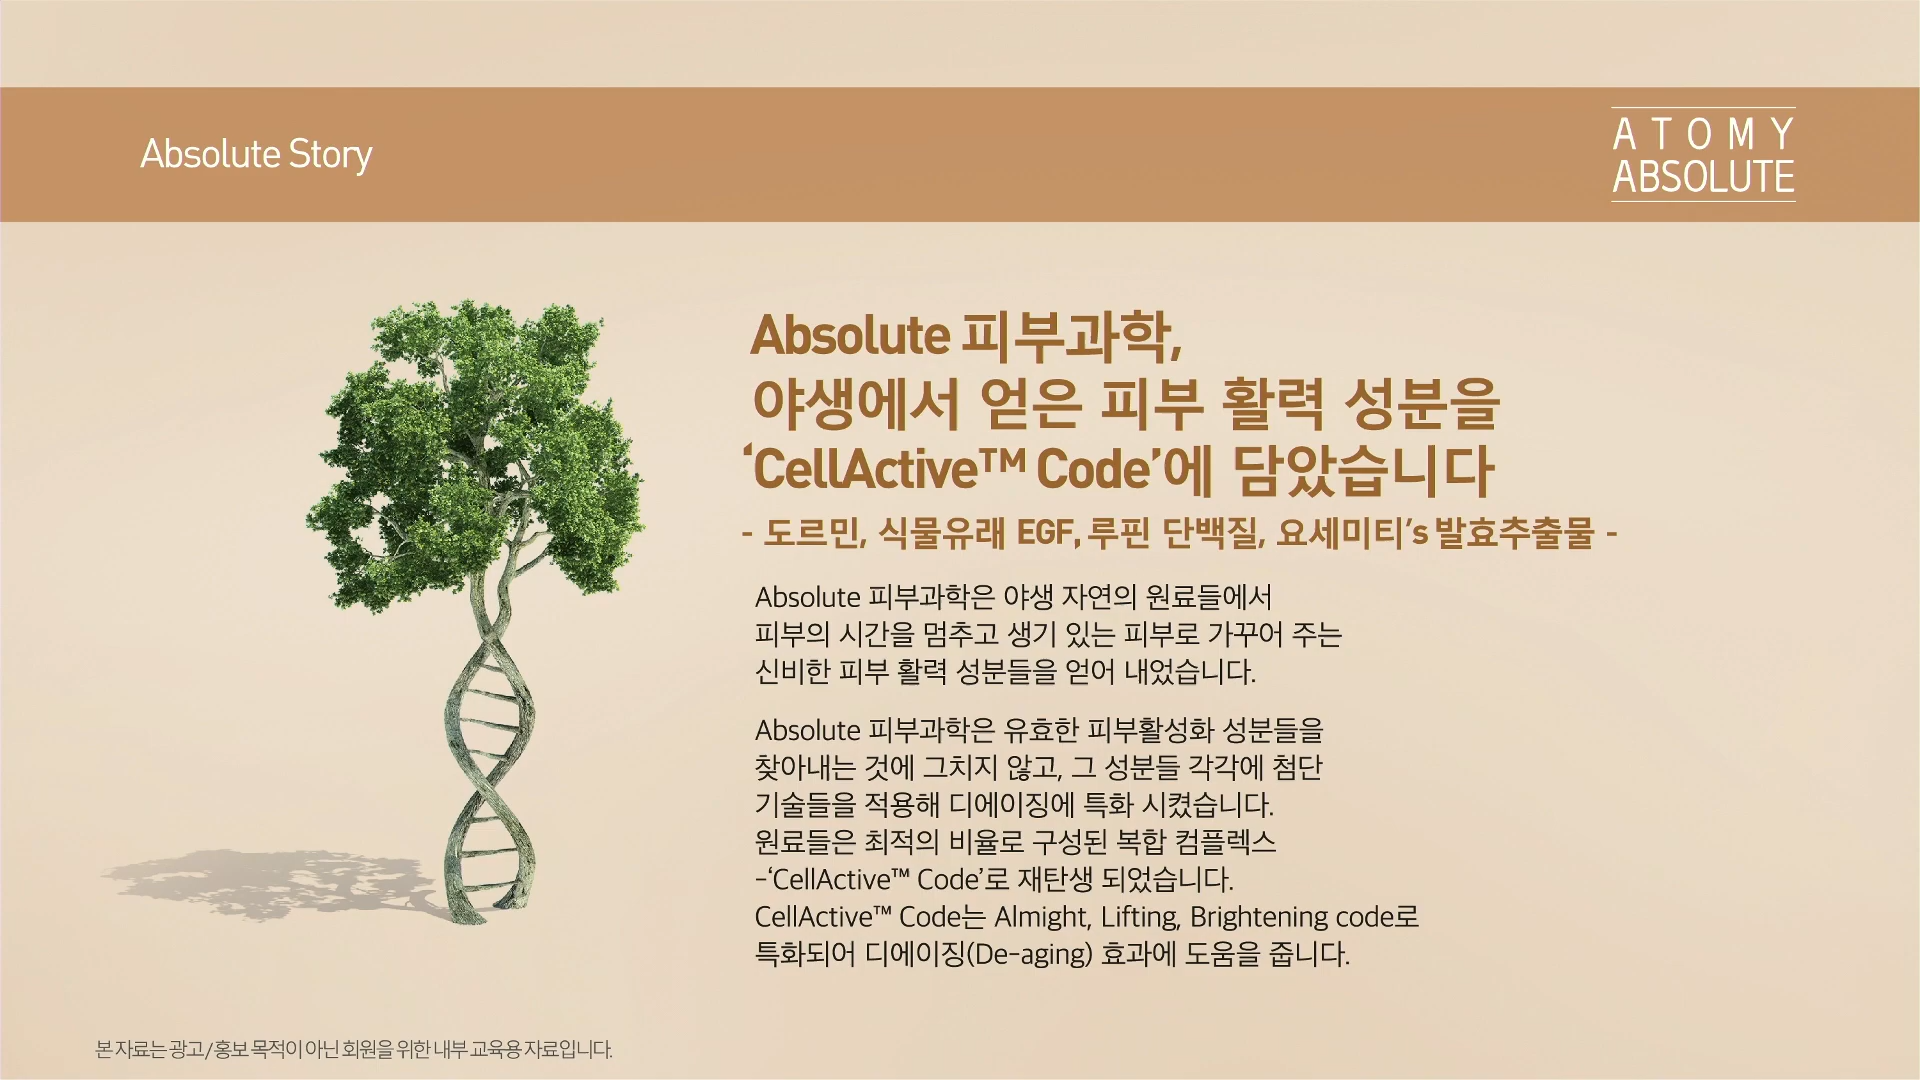 Absolute Story
ATOMY
ABSOLUTE
Absolute 피부과학,
야생에서 얻은 피부 활력 성분을
‘CellActive™ Code’에 담았습니다
- 도르민, 식물유래 EGF, 루핀 단백질, 요세미티’s 발효추출물 -
Absolute 피부과학은 야생 자연의 원료들에서
피부의 시간을 멈추고 생기 있는 피부로 가꾸어 주는
신비한 피부 활력 성분들을 얻어 내었습니다.
Absolute 피부과학은 유효한 피부활성화 성분들을
찾아내는 것에 그치지 않고, 그 성분들 각각에 첨단
기술들을 적용해 디에이징에 특화 시켰습니다.
원료들은 최적의 비율로 구성된 복합 컴플렉스
-‘CellActive™ Code’로 재탄생 되었습니다.
CellActive™ Code는 Almight, Lifting, Brightening code로
특화되어 디에이징(De-aging) 효과에 도움을 줍니다.
본 자료는 광고/홍보 목적이 아닌 회원을 위한 내부 교육용 자료입니다.